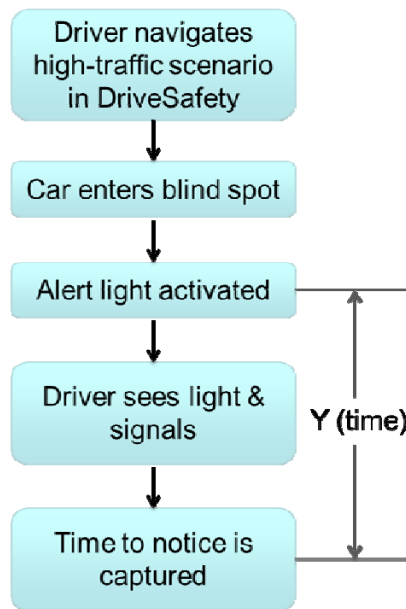 Driver navigates
high-traffic scenario
in DriveSafety
Car enters blind spot
Alert light activated
Driver sees light &
signals
Y (time)
Time to notice is
captured